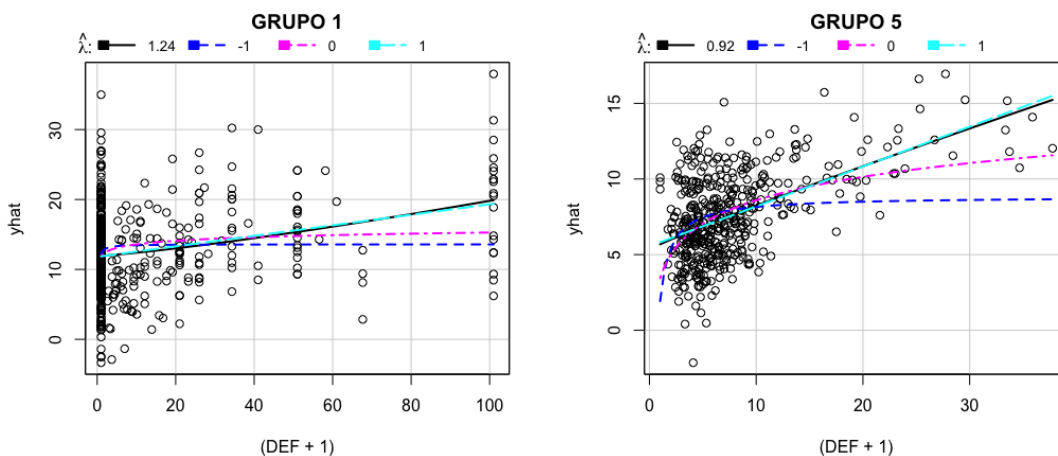 GRUPO 1
λ̂: 1.24 -1 0 1
yhat
30
20
10
0
0 20 40 60 80 100
(DEF + 1)
GRUPO 5
λ̂: 0.92 -1 0 1
yhat
15
10
5
0
0 10 20 30
(DEF + 1)